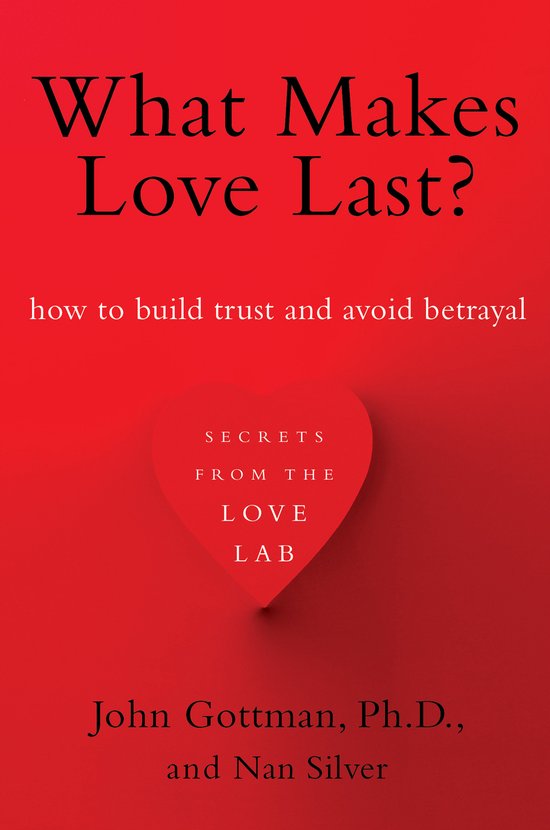 What Makes
Love Last?
how to build trust and avoid betrayal
SECRETS
FROM THE
LOVE
LAB
John Gottman, Ph.D.,
and Nan Silver